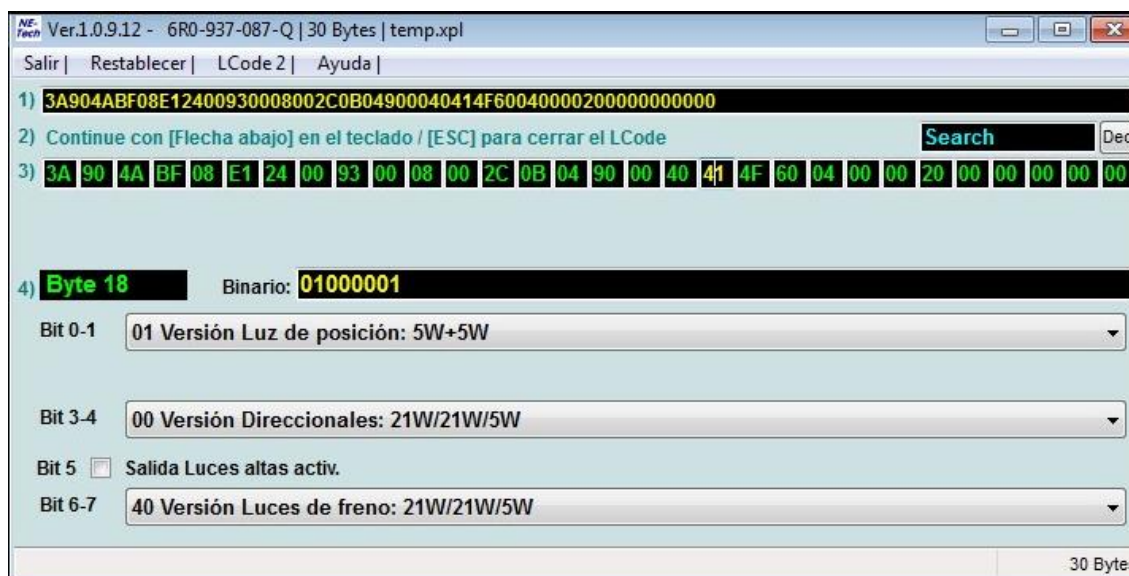 NE-Tech Ver.1.0.9.12 - 6R0-937-087-Q | 30 Bytes | temp.xpl
Salir | Restablecer | LCode 2 | Ayuda |
1) 3A904ABF08E12400930008002C0B04900040414F60040000200000000000
2) Continue con [Flecha abajo] en el teclado / [ESC] para cerrar el LCode Search Dec
3) 3A 90 4A BF 08 E1 24 00 93 00 08 00 2C 0B 04 90 00 40 41 4F 60 04 00 00 20 00 00 00 00 00
4) Byte 18 Binario: 01000001
Bit 0-1 01 Versión Luz de posición: 5W+5W
Bit 3-4 00 Versión Direccionales: 21W/21W/5W
Bit 5 Salida Luces altas activ.
Bit 6-7 40 Versión Luces de freno: 21W/21W/5W
30 Byte